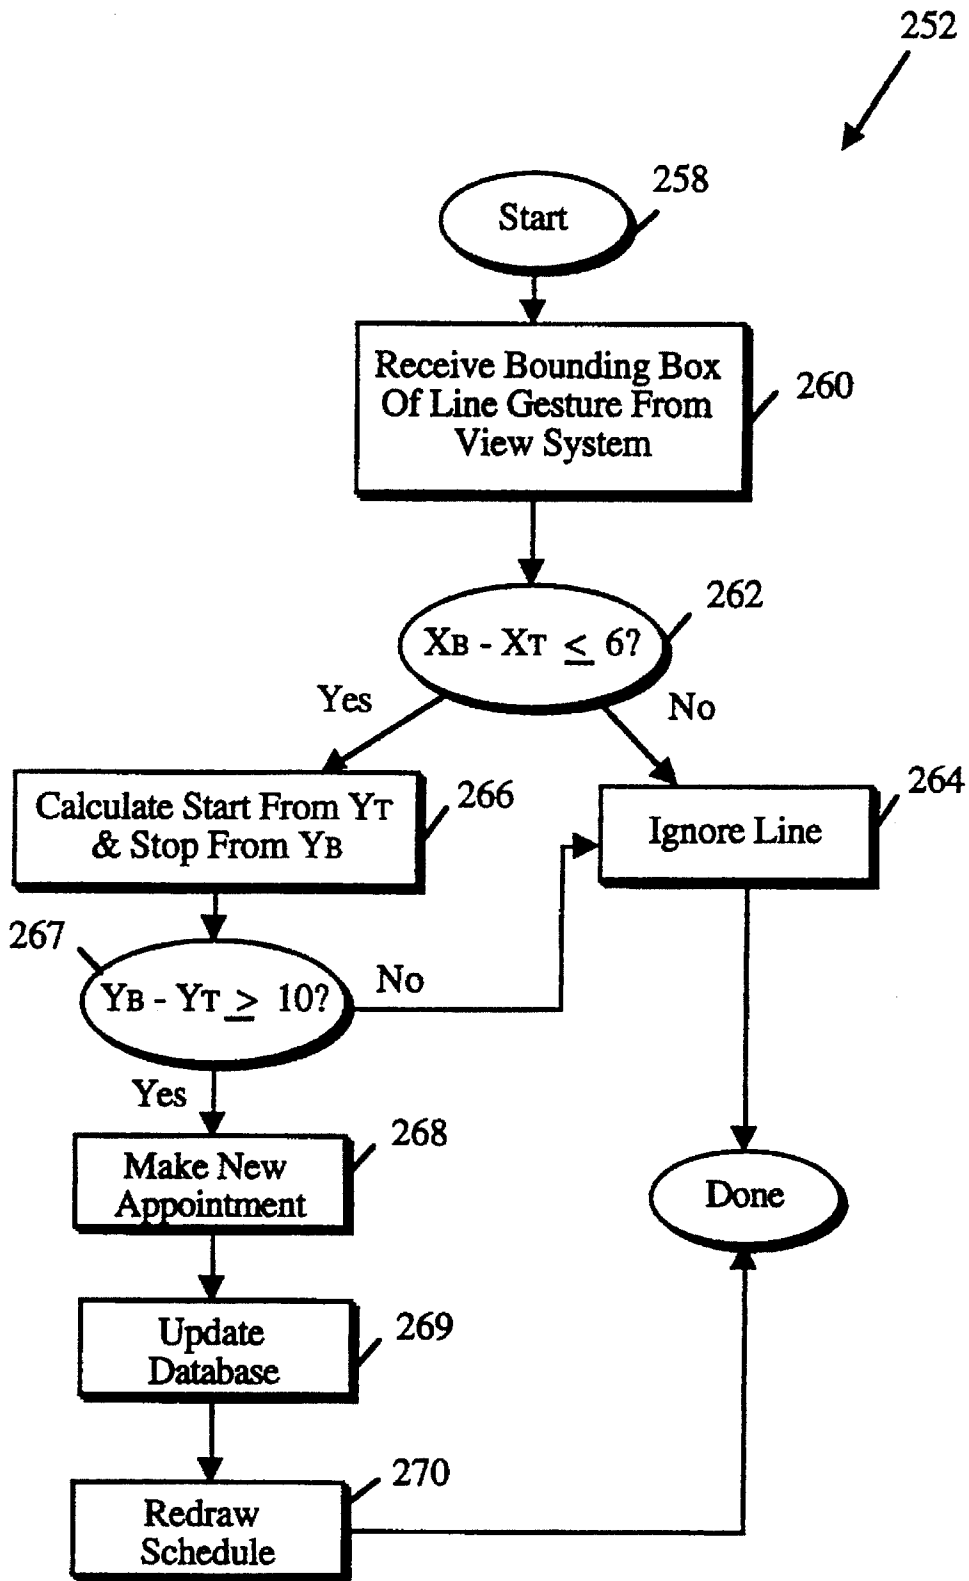 252
258
Start
Receive Bounding Box
Of Line Gesture From
View System
260
262
XB - XT ≤ 6?
Yes
No
Calculate Start From YT
& Stop From YB
266
264
Ignore Line
267
YB - YT ≥ 10?
No
Yes
268
Make New
Appointment
Done
Update
Database
269
270
Redraw
Schedule